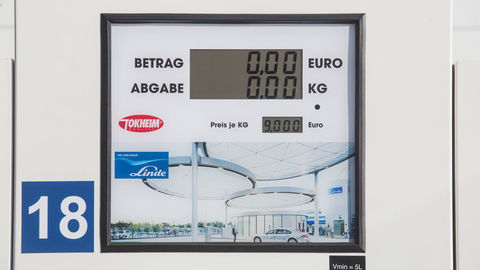 BETRAG 0,00 EURO
ABGABE 0,00 KG
TOKHEIM
Preis je KG 9,000 Euro
THE LINDE GROUP
Linde
18
Vmin = 5L